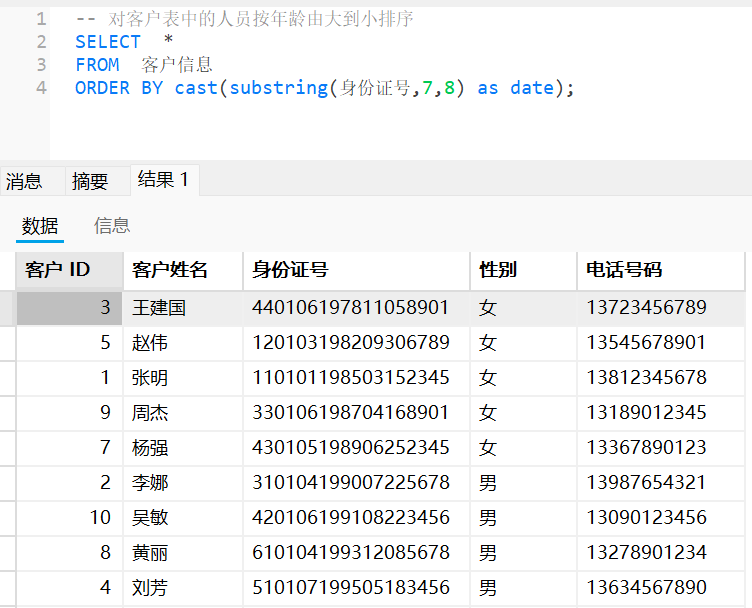 1 -- 对客户表中的人员按年龄由大到小排序
2 SELECT *
3 FROM 客户信息
4 ORDER BY cast(substring(身份证号,7,8) as date);
消息 摘要 结果 1
数据 信息
客户 ID 客户姓名 身份证号 性别 电话号码
3 王建国 440106197811058901 女 13723456789
5 赵伟 120103198209306789 女 13545678901
1 张明 110101198503152345 女 13812345678
9 周杰 330106198704168901 女 13189012345
7 杨强 430105198906252345 女 13367890123
2 李娜 310104199007225678 男 13987654321
10 吴敏 420106199108223456 男 13090123456
8 黄丽 610104199312085678 男 13278901234
4 刘芳 510107199505183456 男 13634567890